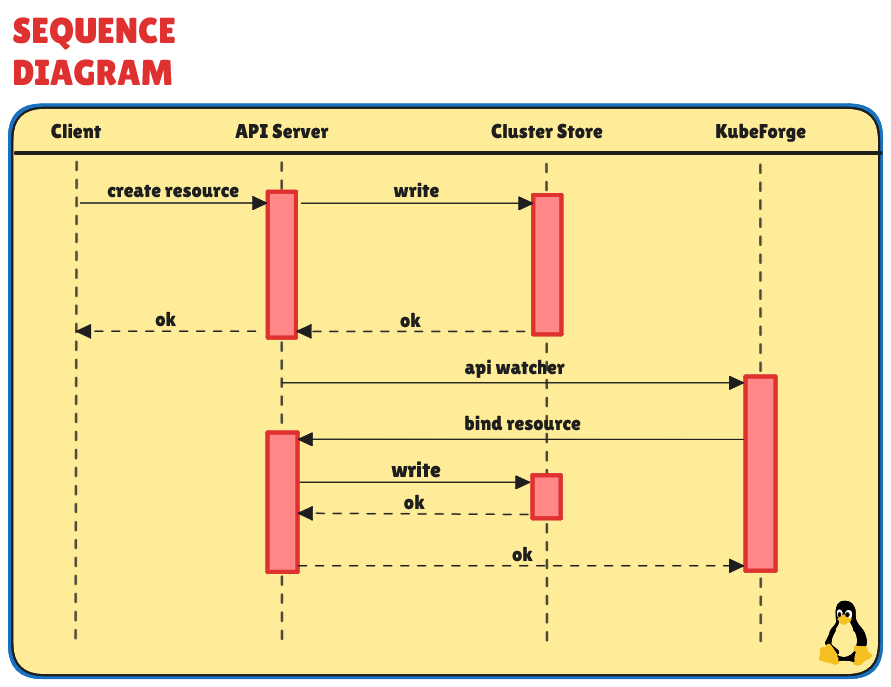 SEQUENCE
DIAGRAM
Client API Server Cluster Store KubeForge
create resource write
ok ok
api watcher
bind resource
write
ok
ok